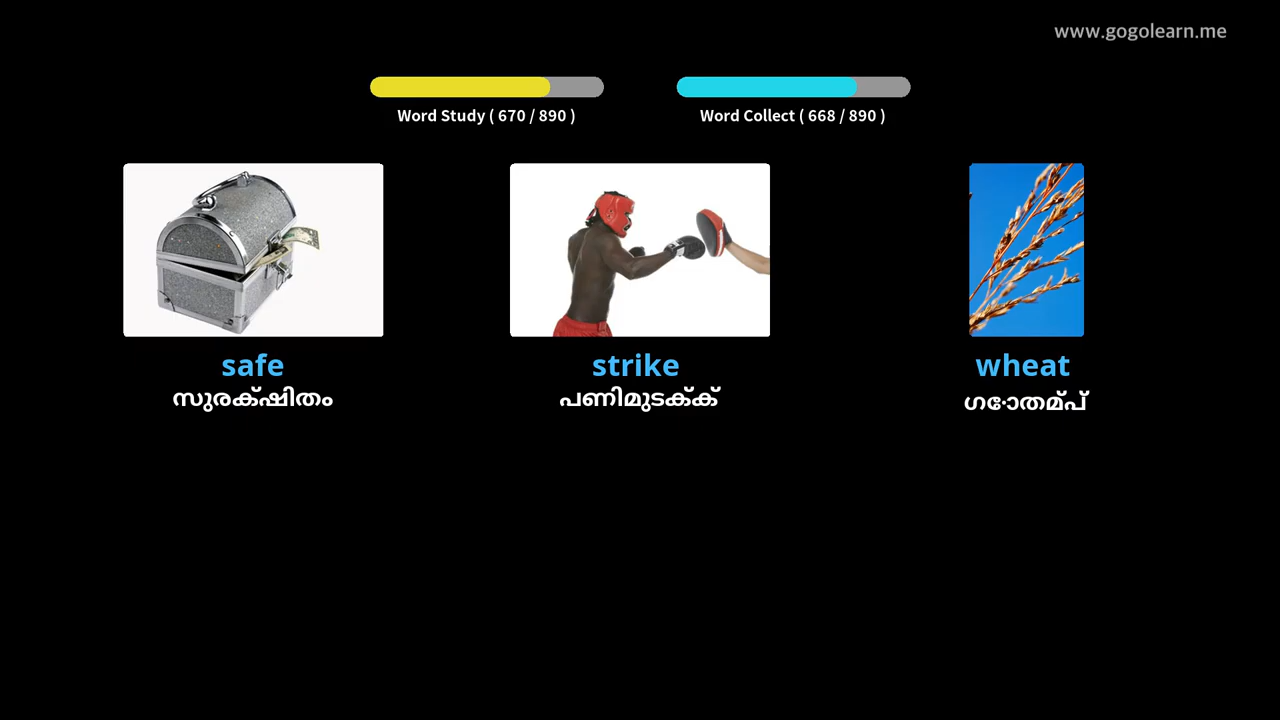 www.gogolearn.me
Word Study ( 670 / 890 )
Word Collect ( 668 / 890 )
safe
strike
wheat
സുരക്ഷിതം
പണിമുടക്ക്
ഗോതമ്പ്